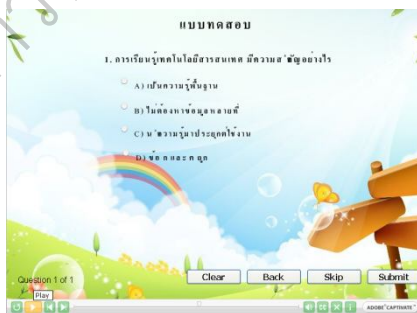 แบบทดสอบ
1. การเรียนรู้เทคโนโลยีสารสนเทศ มีความสำคัญอย่างไร
A) เป็นความรู้พื้นฐาน
B) ไม่ต้องหาข้อมูลหลายที่
C) นำความรู้มาประยุกต์ใช้งาน
D) ข้อ ก และ ค ถูก
Question 1 of 1
Clear
Back
Skip
Submit
Play
ADOBE CAPTIVATE